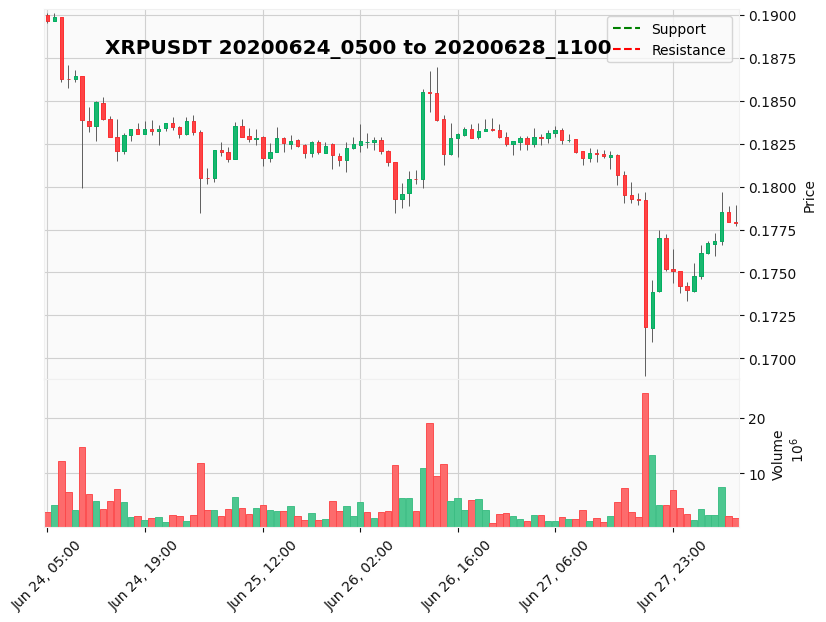 XRPUSDT 20200624_0500 to 20200628_1100
Support
Resistance
0.1900
0.1875
0.1850
0.1825
0.1800
0.1775
0.1750
0.1725
0.1700
Price
20
10
Volume
10^6
Jun 24, 05:00
Jun 24, 19:00
Jun 25, 12:00
Jun 26, 02:00
Jun 26, 16:00
Jun 27, 06:00
Jun 27, 23:00